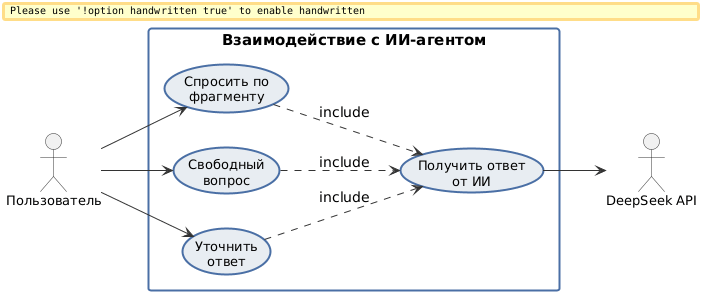 Please use '!option handwritten true' to enable handwritten
Взаимодействие с ИИ-агентом
Спросить по
фрагменту
include
Свободный
вопрос
include
Получить ответ
от ИИ
include
Уточнить
ответ
Пользователь
DeepSeek API